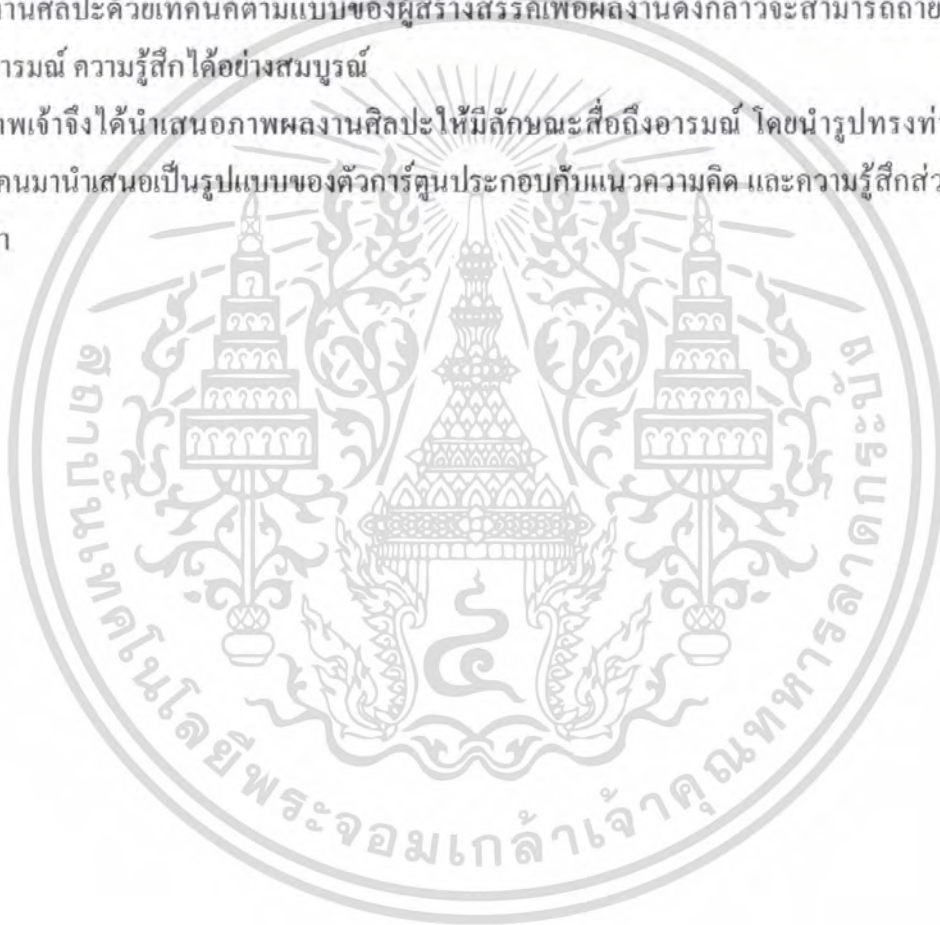 านศิลปะด้วยเทคนิคตามแบบของผู้สร้างสรรค์เพื่อผลงานดังกล่าวจะสามารถถ่าย
ารมณ์ ความรู้สึกได้อย่างสมบูรณ์
าพเจ้าจึงได้นำเสนอภาพผลงานศิลปะให้มีลักษณะสื่อถึงอารมณ์ โดยนำรูปทรงท่
คนมานำเสนอเป็นรูปแบบของตัวการ์ตูนประกอบกับแนวความคิด และความรู้สึกส่ว
า
สถาบันเทคโนโลยีพระจอมเกล้าเจ้าคุณทหารลาดกระบัง
๔